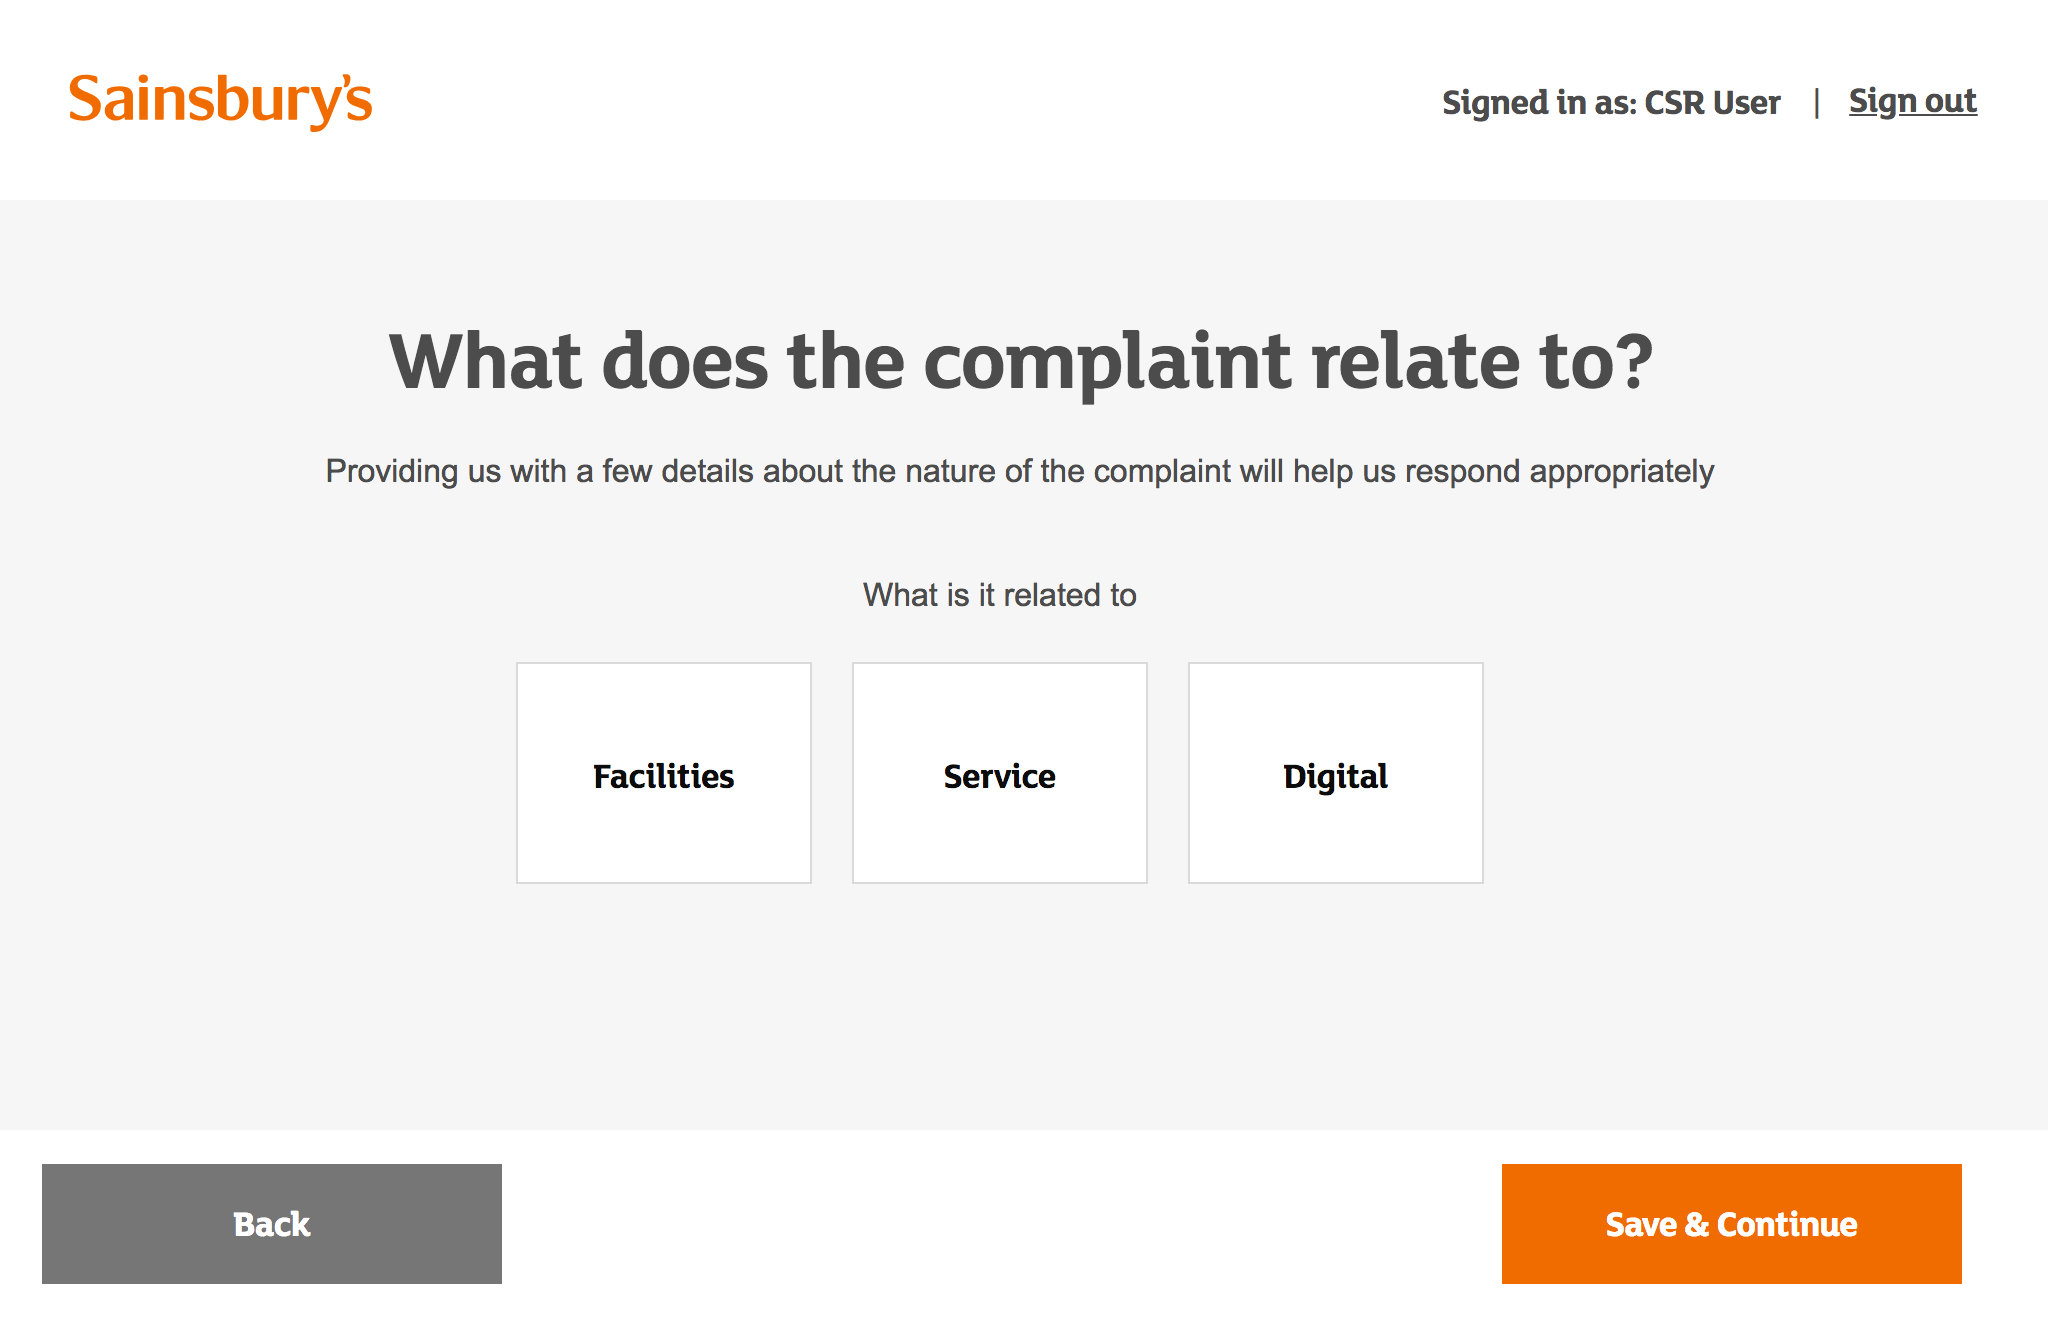 Sainsbury's
Signed in as: CSR User | Sign out
What does the complaint relate to?
Providing us with a few details about the nature of the complaint will help us respond appropriately
What is it related to
Facilities
Service
Digital
Back
Save & Continue